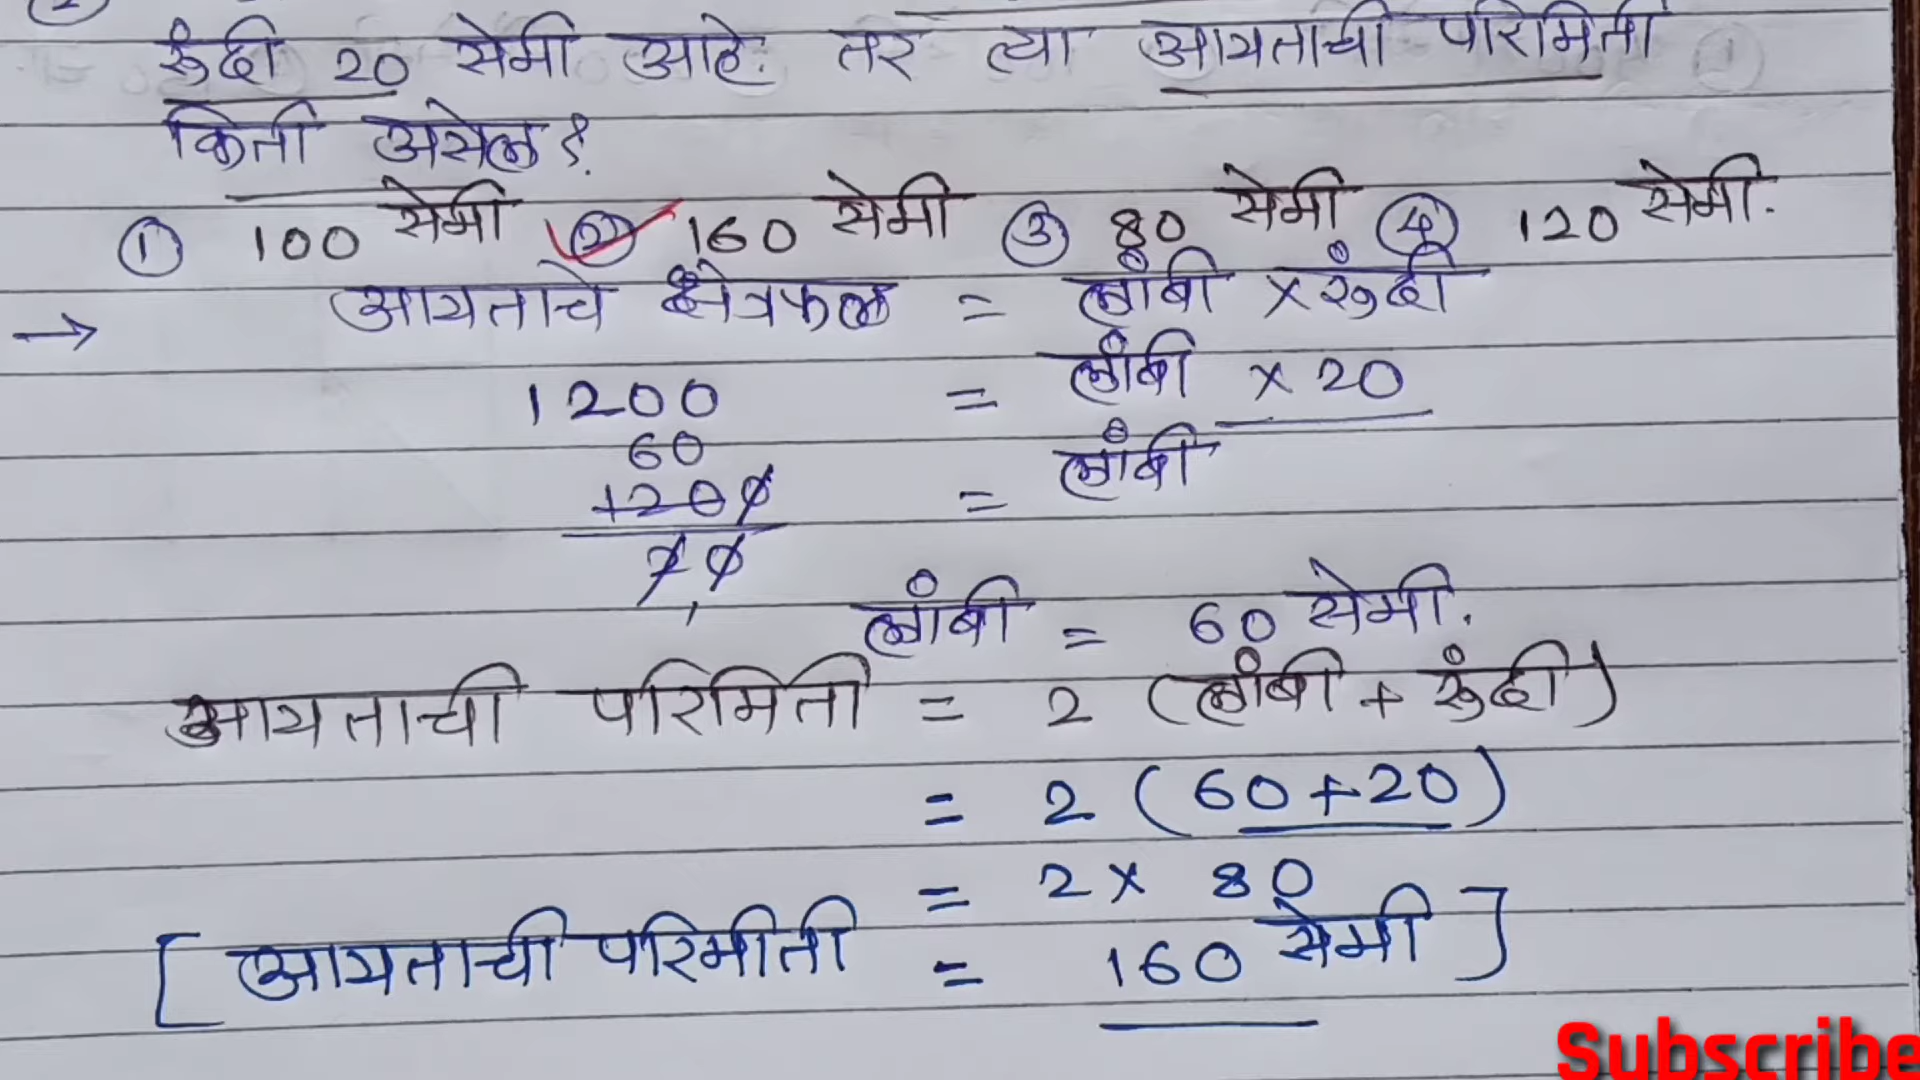 रुंदी 20 सेमी आहे. तर त्या आयताची परिमिती
किती असेल?
① 100 सेमी ② 160 सेमी ③ 80 सेमी ④ 120 सेमी.
→ आयताचे क्षेत्रफळ = लांबी × रुंदी
1200 = लांबी × 20
60
1200 = लांबी
20
लांबी = 60 सेमी.
आयताची परिमिती = 2 (लांबी + रुंदी)
= 2 (60+20)
= 2 × 80
[ आयताची परिमीती = 160 सेमी ]
Subscribe